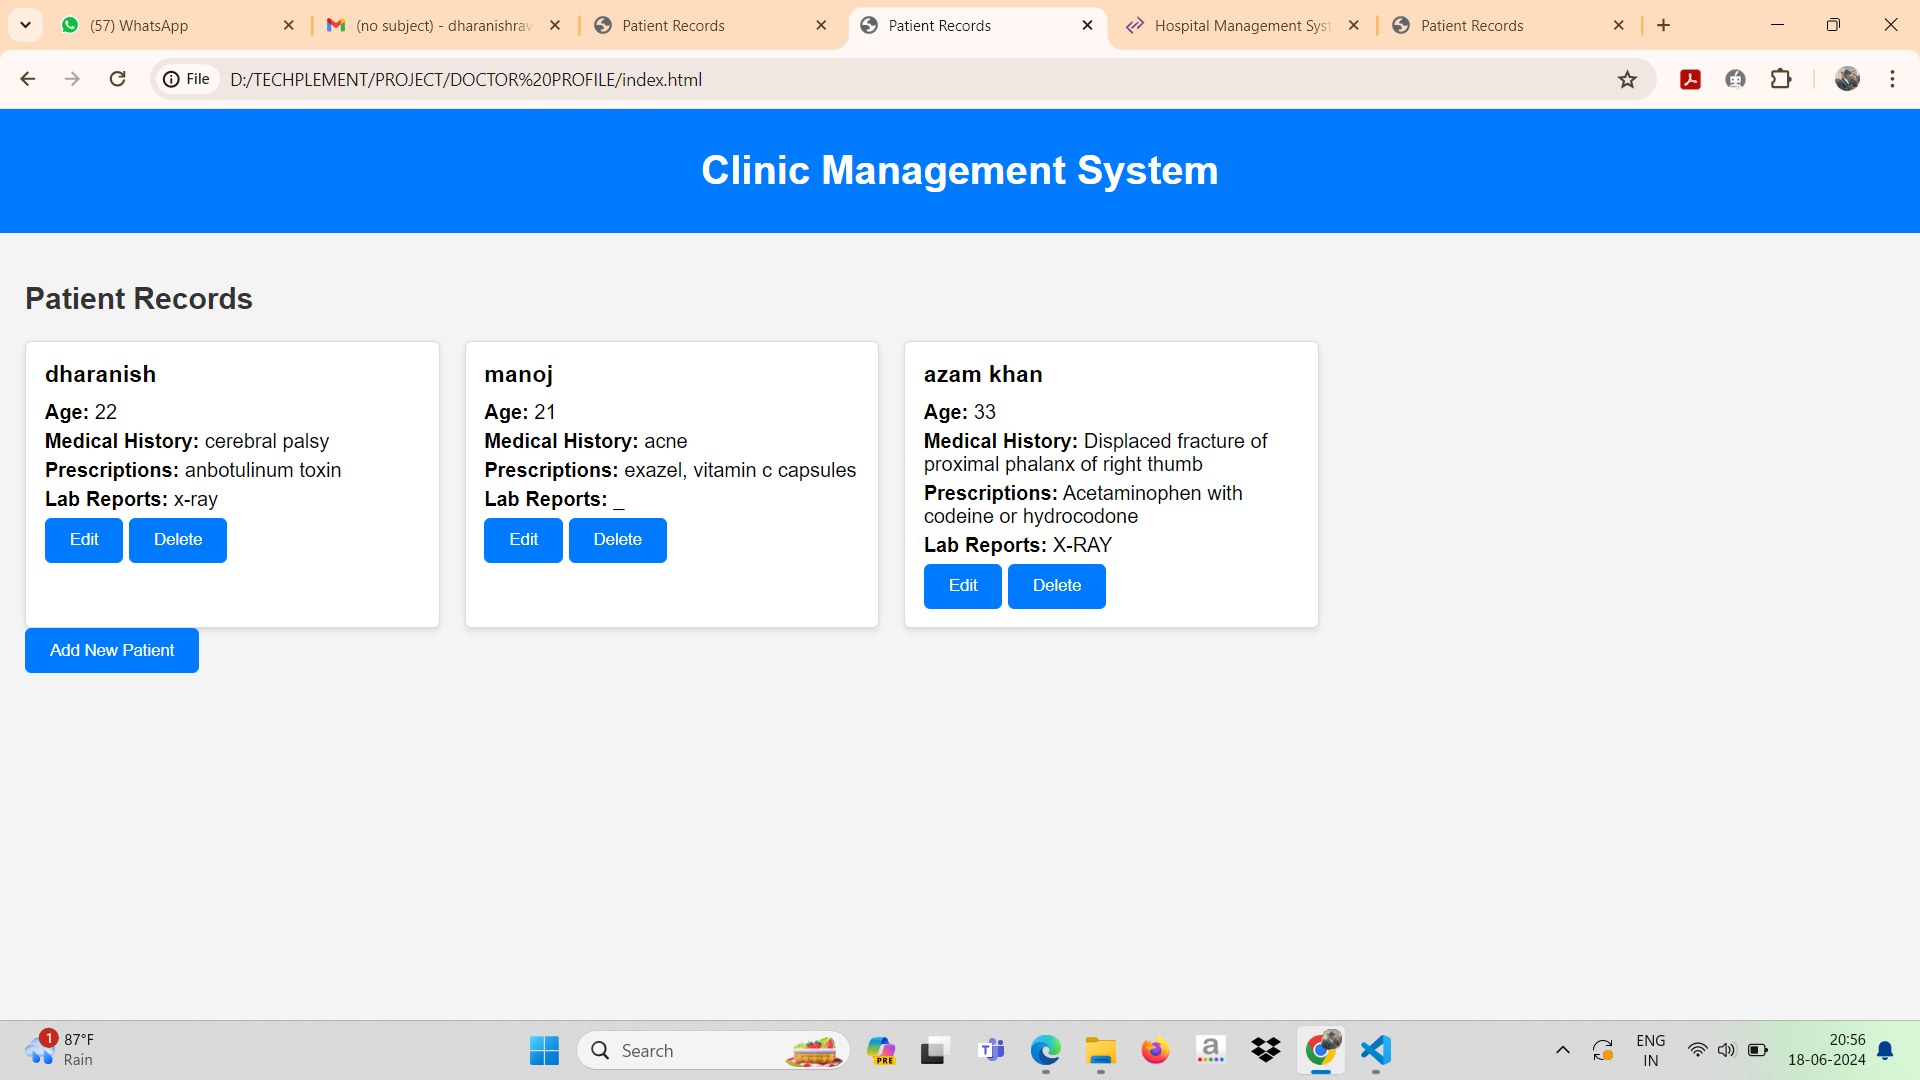 (57) WhatsApp
(no subject) - dharanishrav
Patient Records
Patient Records
Hospital Management Syst
Patient Records
File
D:/TECHPLEMENT/PROJECT/DOCTOR%20PROFILE/index.html
Clinic Management System
Patient Records
dharanish
Age: 22
Medical History: cerebral palsy
Prescriptions: anbotulinum toxin
Lab Reports: x-ray
Edit
Delete
manoj
Age: 21
Medical History: acne
Prescriptions: exazel, vitamin c capsules
Lab Reports: _
Edit
Delete
azam khan
Age: 33
Medical History: Displaced fracture of
proximal phalanx of right thumb
Prescriptions: Acetaminophen with
codeine or hydrocodone
Lab Reports: X-RAY
Edit
Delete
Add New Patient
1
87°F
Rain
Search
PRE
ENG
IN
20:56
18-06-2024